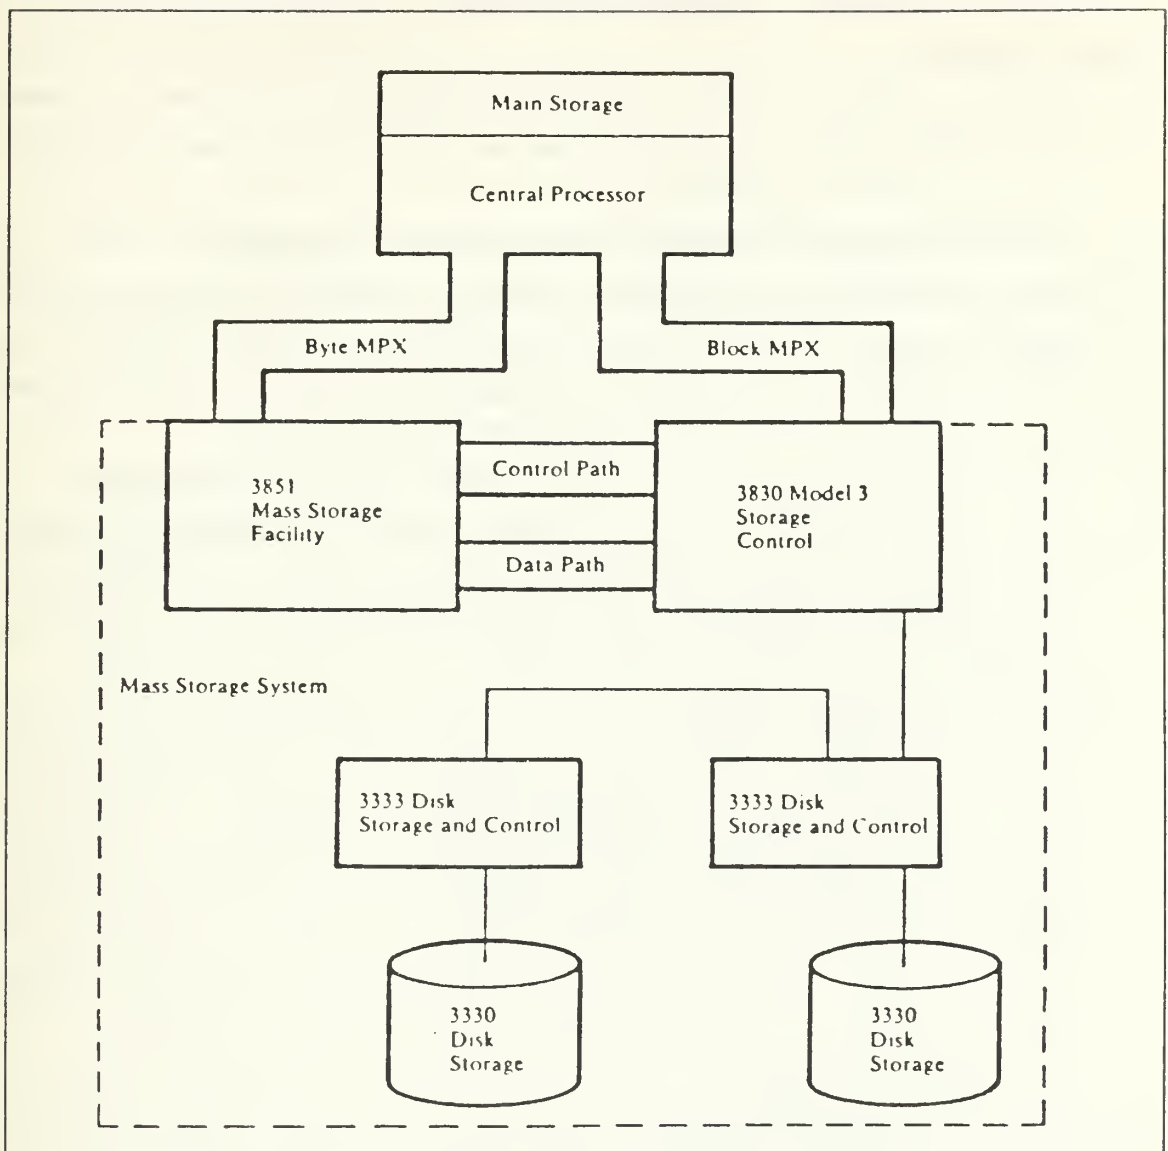 Main Storage
Central Processor
Byte MPX
Block MPX
3851
Mass Storage
Facility
Control Path
Data Path
3830 Model 3
Storage
Control
Mass Storage System
3333 Disk
Storage and Control
3333 Disk
Storage and Control
3330
Disk
Storage
3330
Disk
Storage